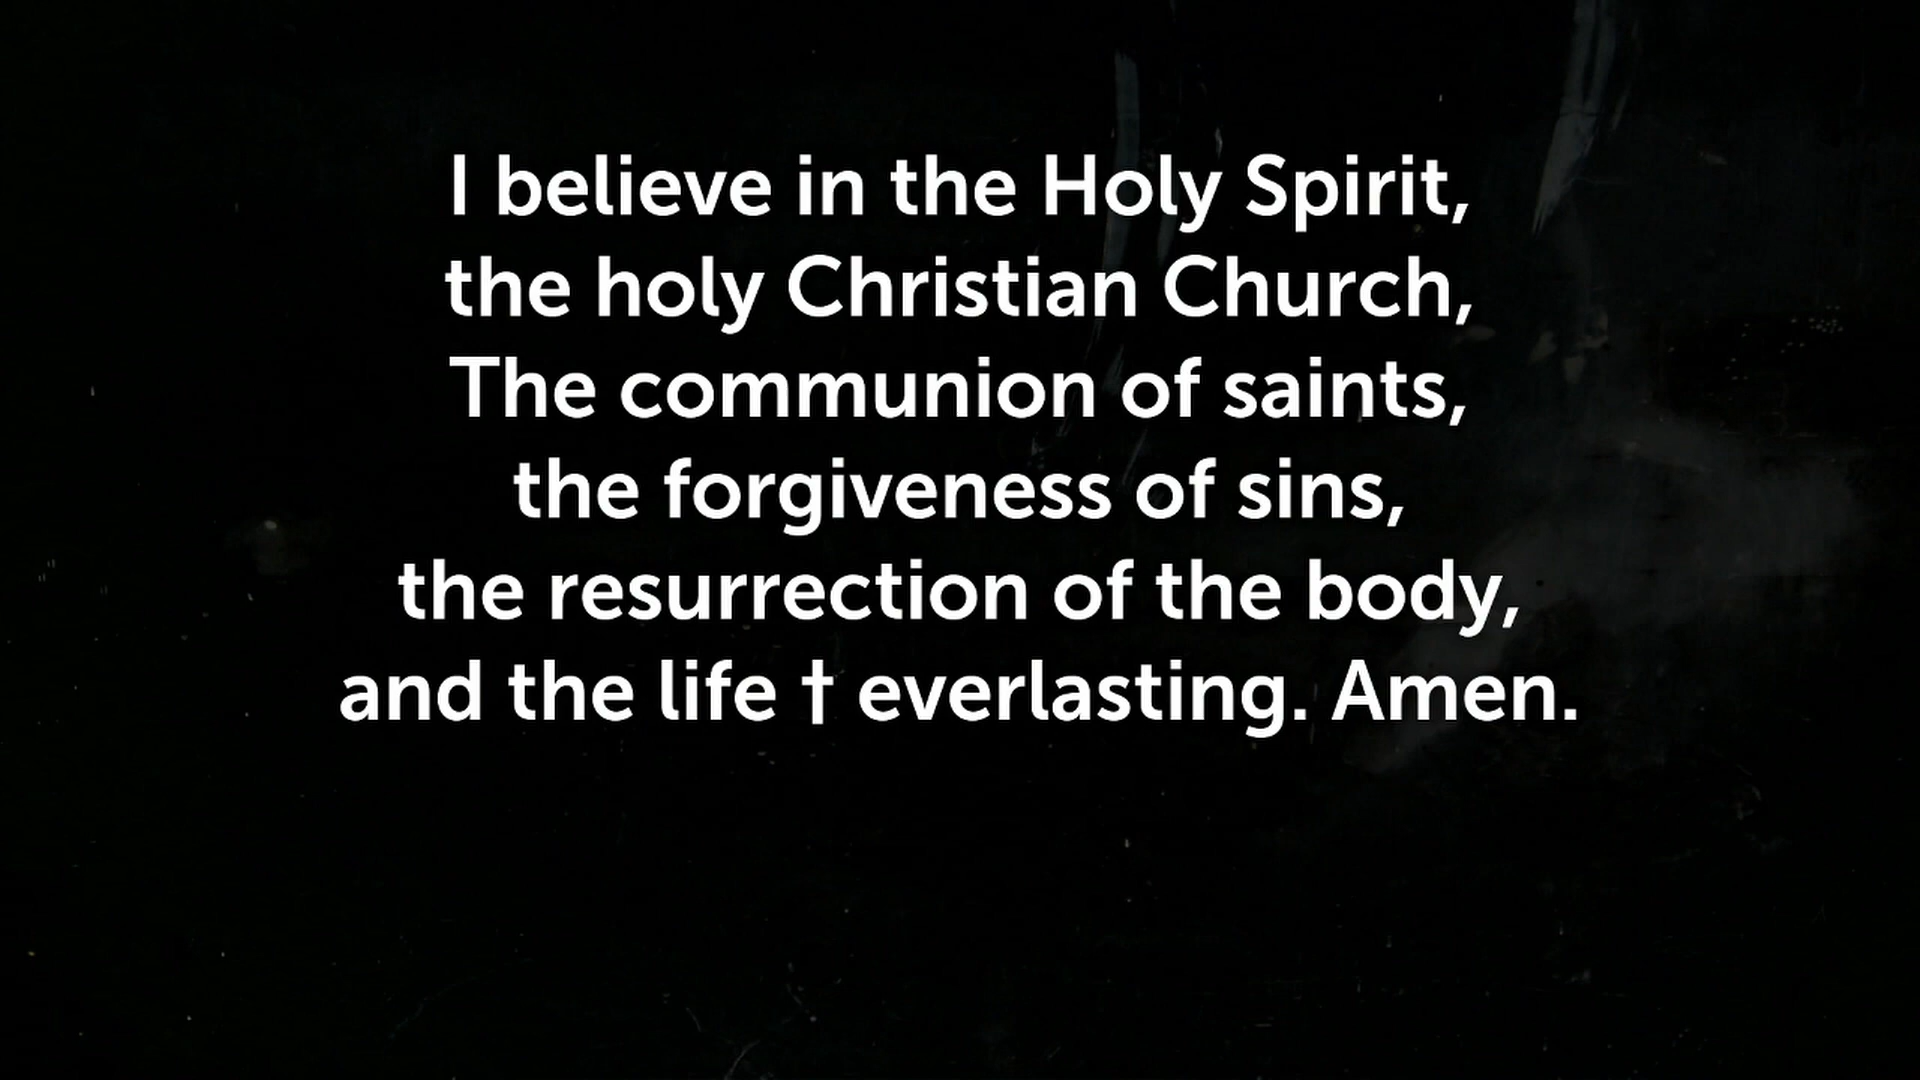 I believe in the Holy Spirit,
the holy Christian Church,
The communion of saints,
the forgiveness of sins,
the resurrection of the body,
and the life † everlasting. Amen.